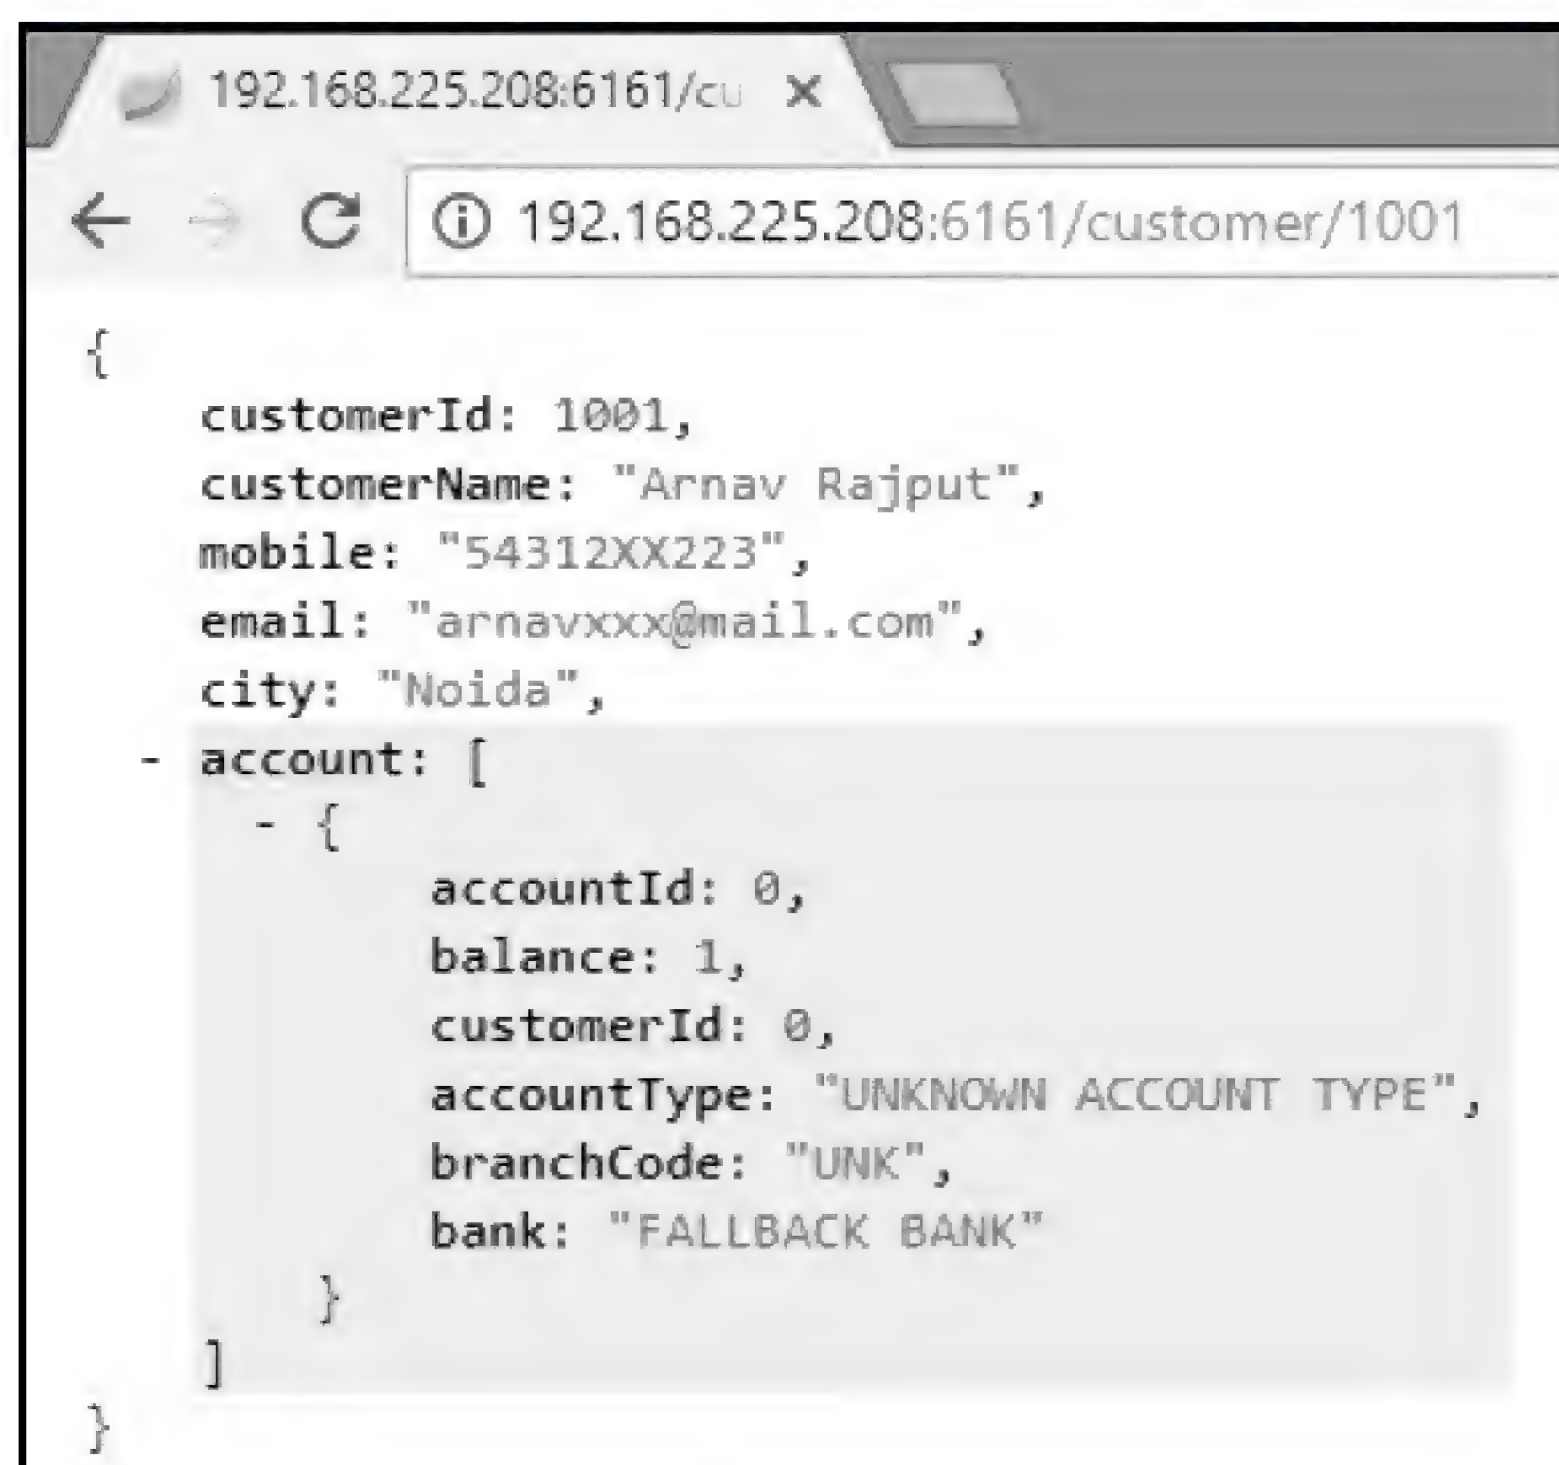 192.168.225.208:6161/cu
192.168.225.208:6161/customer/1001
{
customerId: 1001,
customerName: "Arnav Rajput",
mobile: "54312XX223",
email: "arnavxxx@mail.com",
city: "Noida",
- account: [
- {
accountId: 0,
balance: 1,
customerId: 0,
accountType: "UNKNOWN ACCOUNT TYPE",
branchCode: "UNK",
bank: "FALLBACK BANK"
}
]
}